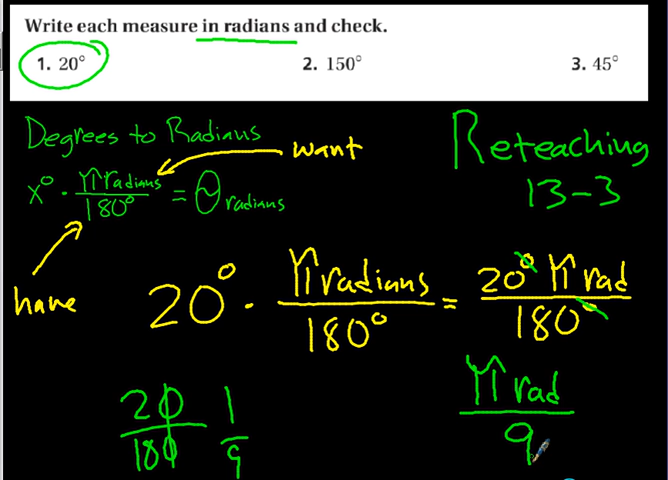 Write each measure in radians and check.
1. 20° 2. 150° 3. 45°
Degrees to Radians
want
Reteaching
13-3
x° · π radians / 180° = θ radians
have
20° · π radians / 180° = 20° π rad / 180°
20 / 180 1 / 9
π rad / 9